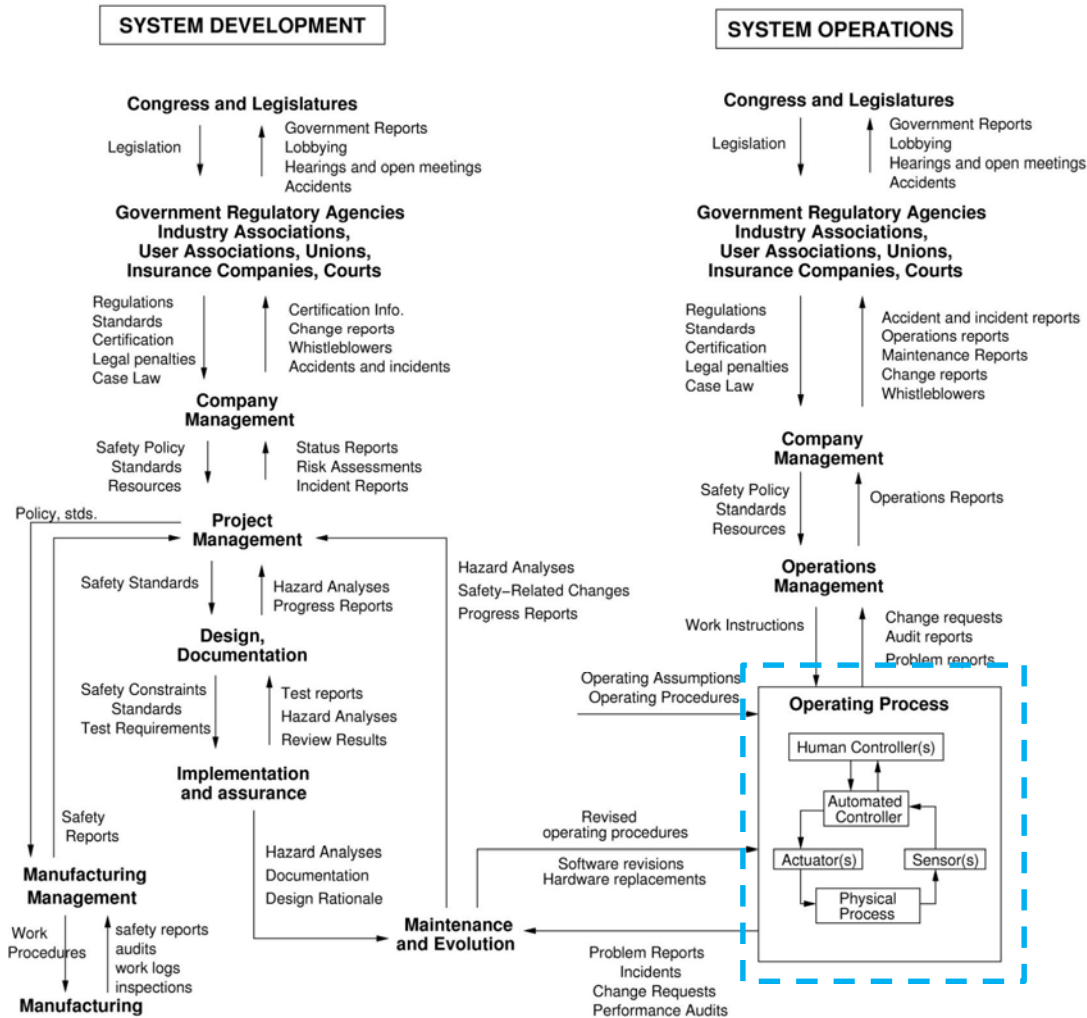 SYSTEM DEVELOPMENT
Congress and Legislatures
Legislation
Government Reports
Lobbying
Hearings and open meetings
Accidents
Government Regulatory Agencies
Industry Associations,
User Associations, Unions,
Insurance Companies, Courts
Regulations
Standards
Certification
Legal penalties
Case Law
Certification Info.
Change reports
Whistleblowers
Accidents and incidents
Company
Management
Safety Policy
Standards
Resources
Status Reports
Risk Assessments
Incident Reports
Policy, stds.
Project
Management
Safety Standards
Hazard Analyses
Progress Reports
Hazard Analyses
Safety−Related Changes
Progress Reports
Design,
Documentation
Safety Constraints
Standards
Test Requirements
Test reports
Hazard Analyses
Review Results
Implementation
and assurance
Safety
Reports
Hazard Analyses
Documentation
Design Rationale
Manufacturing
Management
Work
Procedures
safety reports
audits
work logs
inspections
Manufacturing
Maintenance
and Evolution
Revised
operating procedures
Software revisions
Hardware replacements
Problem Reports
Incidents
Change Requests
Performance Audits
SYSTEM OPERATIONS
Congress and Legislatures
Legislation
Government Reports
Lobbying
Hearings and open meetings
Accidents
Government Regulatory Agencies
Industry Associations,
User Associations, Unions,
Insurance Companies, Courts
Regulations
Standards
Certification
Legal penalties
Case Law
Accident and incident reports
Operations reports
Maintenance Reports
Change reports
Whistleblowers
Company
Management
Safety Policy
Standards
Resources
Operations Reports
Operations
Management
Work Instructions
Change requests
Audit reports
Problem reports
Operating Assumptions
Operating Procedures
Operating Process
Human Controller(s)
Automated
Controller
Actuator(s)
Sensor(s)
Physical
Process